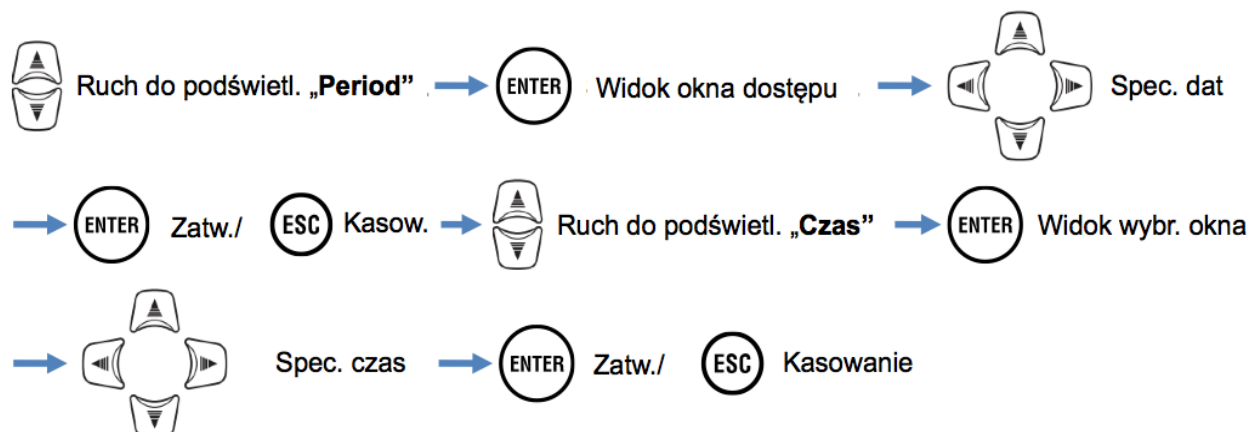 Ruch do podświetl. „Period” ENTER Widok okna dostępu Spec. dat
ENTER Zatw./ ESC Kasow. Ruch do podświetl. „Czas” ENTER Widok wybr. okna
Spec. czas ENTER Zatw./ ESC Kasowanie